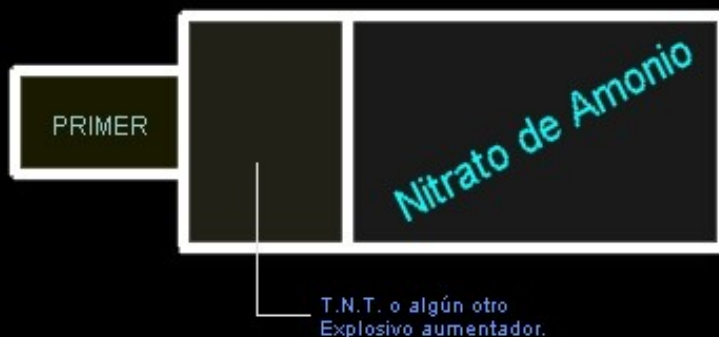 PRIMER
Nitrato de Amonio
T.N.T. o algún otro
Explosivo aumentador.